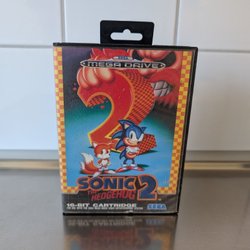 MEGA DRIVE
2
SONIC
THE HEDGEHOG 2
16-BIT CARTRIDGE
SEGA